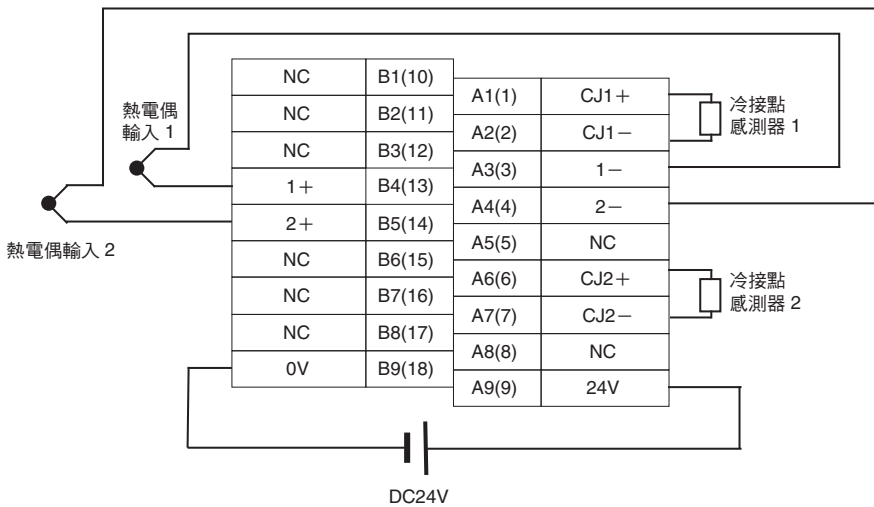 熱電偶
輸入 1
熱電偶輸入 2
NC B1(10)
NC B2(11)
NC B3(12)
1+ B4(13)
2+ B5(14)
NC B6(15)
NC B7(16)
NC B8(17)
0V B9(18)
A1(1) CJ1+
A2(2) CJ1−
A3(3) 1−
A4(4) 2−
A5(5) NC
A6(6) CJ2+
A7(7) CJ2−
A8(8) NC
A9(9) 24V
冷接點
感測器 1
冷接點
感測器 2
DC24V